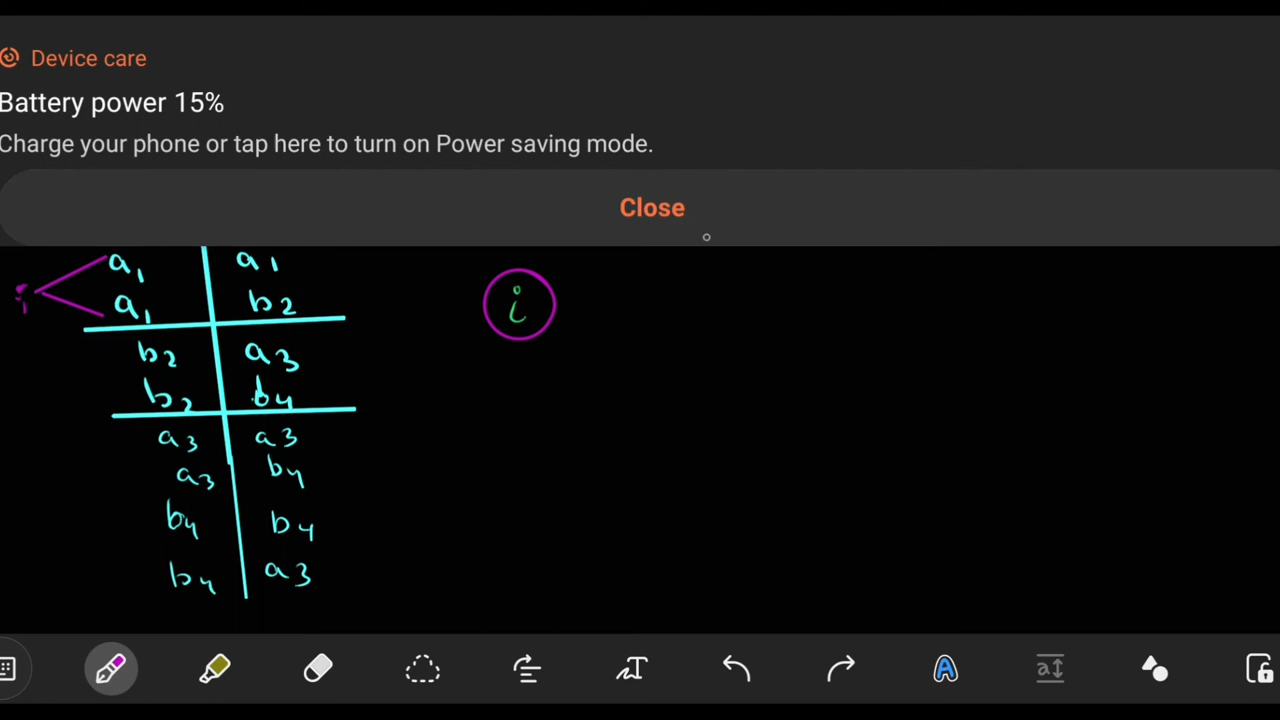 Device care
Battery power 15%
Charge your phone or tap here to turn on Power saving mode.
Close
a1 a1
i a1 b2
i
b2 a3
b2 b4
a3 a3
a3 b4
b4 b4
b4 a3
T
A
a